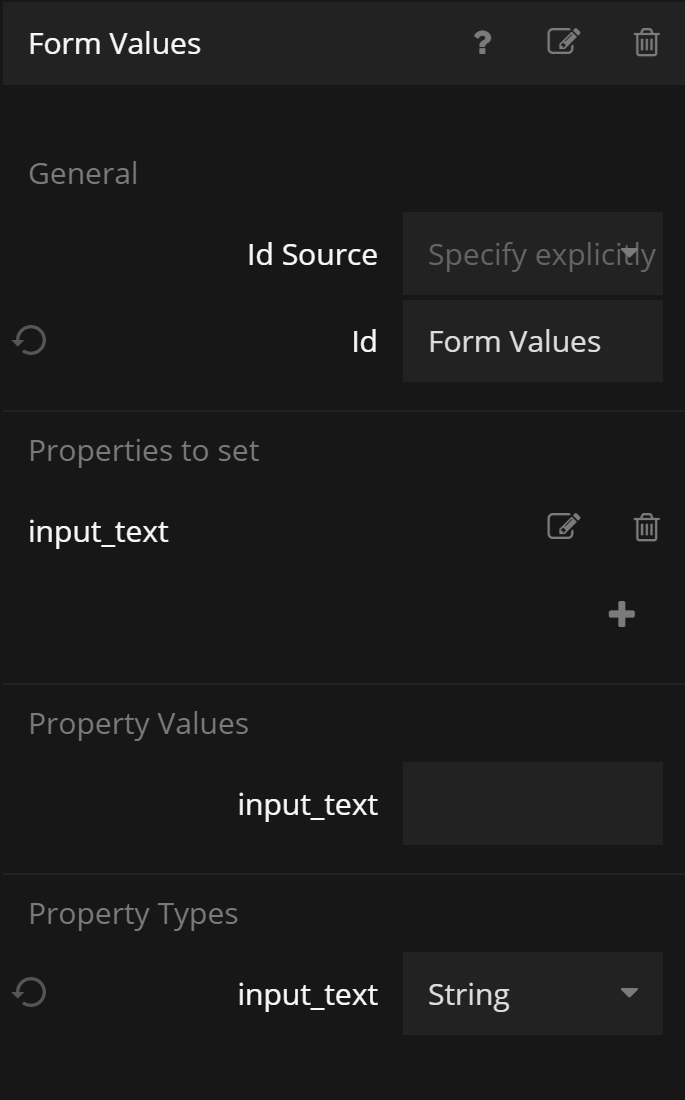 Form Values
General
Id Source Specify explicitly
Id Form Values
Properties to set
input_text
Property Values
input_text
Property Types
input_text String